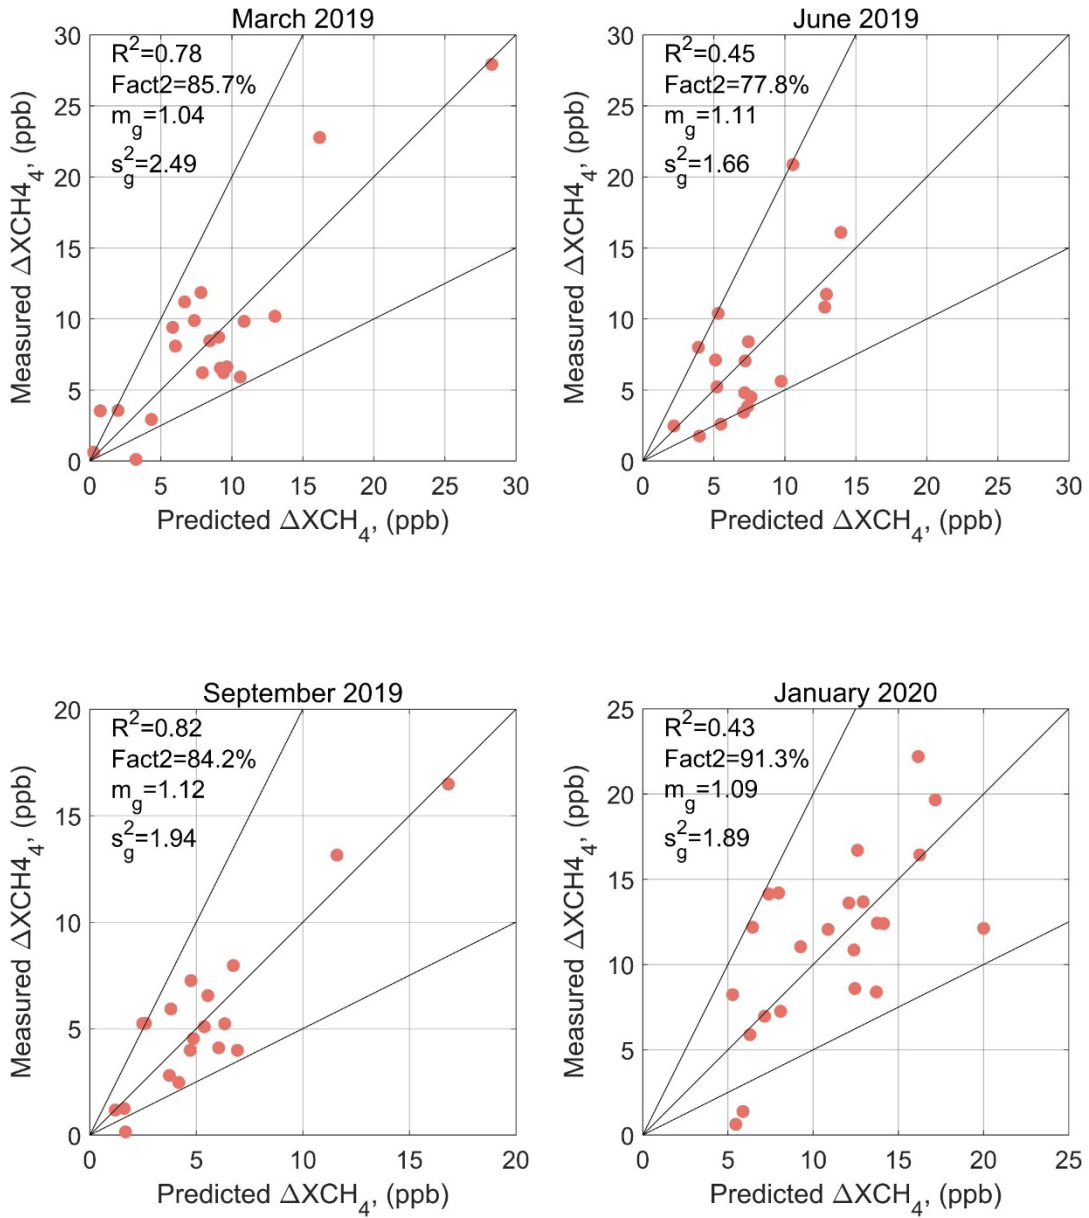 March 2019
R²=0.78
Fact2=85.7%
m_g=1.04
s_g²=2.49
Measured ΔXCH4₄, (ppb)
30
25
20
15
10
5
0
0 5 10 15 20 25 30
Predicted ΔXCH₄, (ppb)
June 2019
R²=0.45
Fact2=77.8%
m_g=1.11
s_g²=1.66
Measured ΔXCH4₄, (ppb)
30
25
20
15
10
5
0
0 5 10 15 20 25 30
Predicted ΔXCH₄, (ppb)
September 2019
R²=0.82
Fact2=84.2%
m_g=1.12
s_g²=1.94
Measured ΔXCH4₄, (ppb)
20
15
10
5
0
0 5 10 15 20
Predicted ΔXCH₄, (ppb)
January 2020
R²=0.43
Fact2=91.3%
m_g=1.09
s_g²=1.89
Measured ΔXCH4₄, (ppb)
25
20
15
10
5
0
0 5 10 15 20 25
Predicted ΔXCH₄, (ppb)